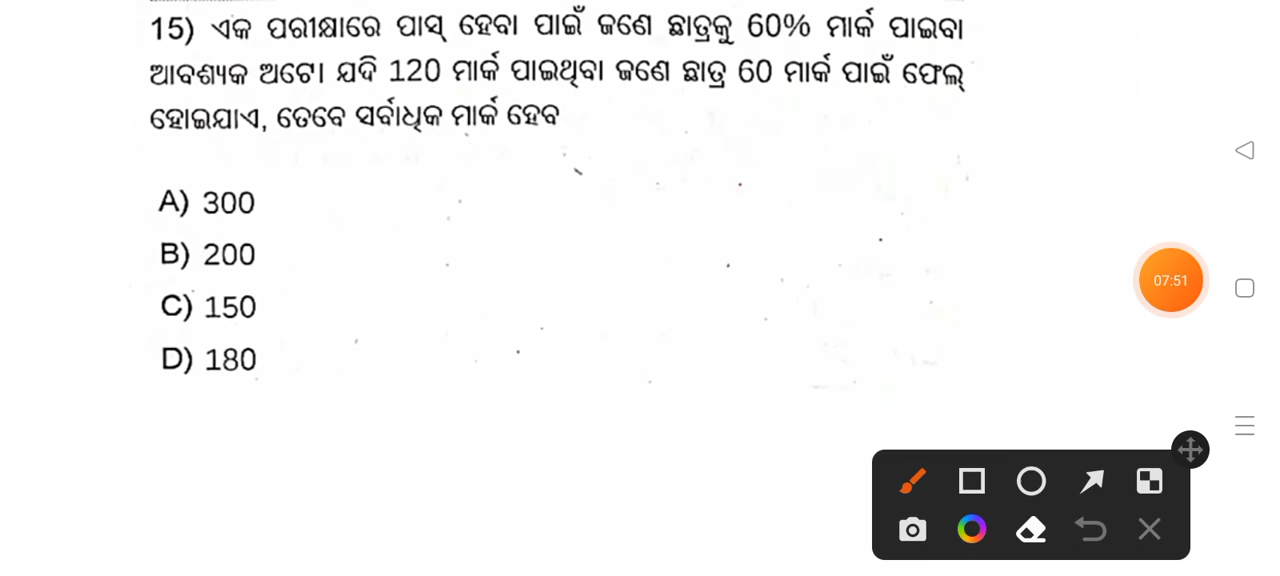 15) ଏକ ପରୀକ୍ଷାରେ ପାସ୍ ହେବା ପାଇଁ ଜଣେ ଛାତ୍ରକୁ 60% ମାର୍କ ପାଇବା
ଆବଶ୍ୟକ ଅଟେ। ଯଦି 120 ମାର୍କ ପାଇଥିବା ଜଣେ ଛାତ୍ର 60 ମାର୍କ ପାଇଁ ଫେଲ୍
ହୋଇଯାଏ, ତେବେ ସର୍ବାଧିକ ମାର୍କ ହେବ
A) 300
B) 200
C) 150
D) 180
07:51